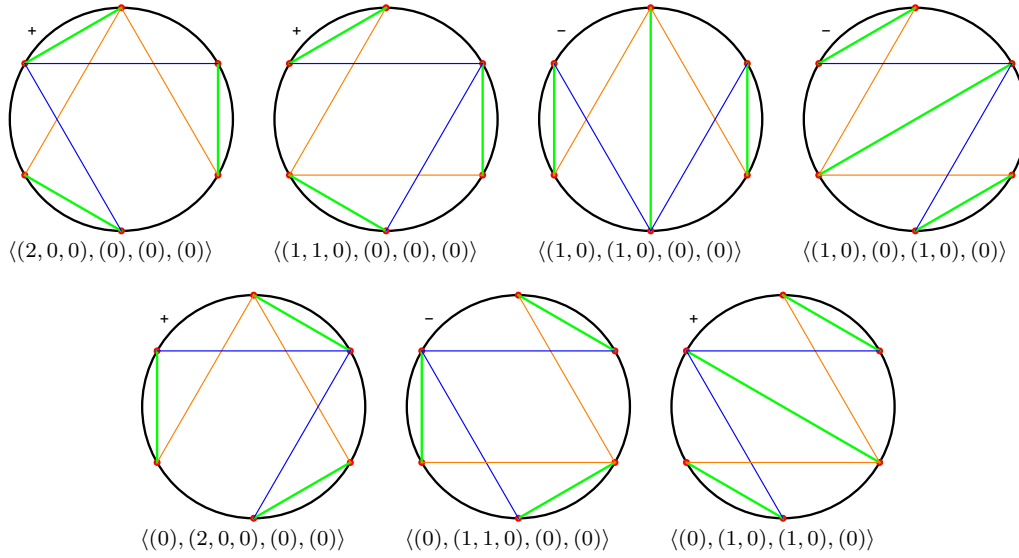 + + − −
⟨(2, 0, 0), (0), (0), (0)⟩ ⟨(1, 1, 0), (0), (0), (0)⟩ ⟨(1, 0), (1, 0), (0), (0)⟩ ⟨(1, 0), (0), (1, 0), (0)⟩
+ − +
⟨(0), (2, 0, 0), (0), (0)⟩ ⟨(0), (1, 1, 0), (0), (0)⟩ ⟨(0), (1, 0), (1, 0), (0)⟩